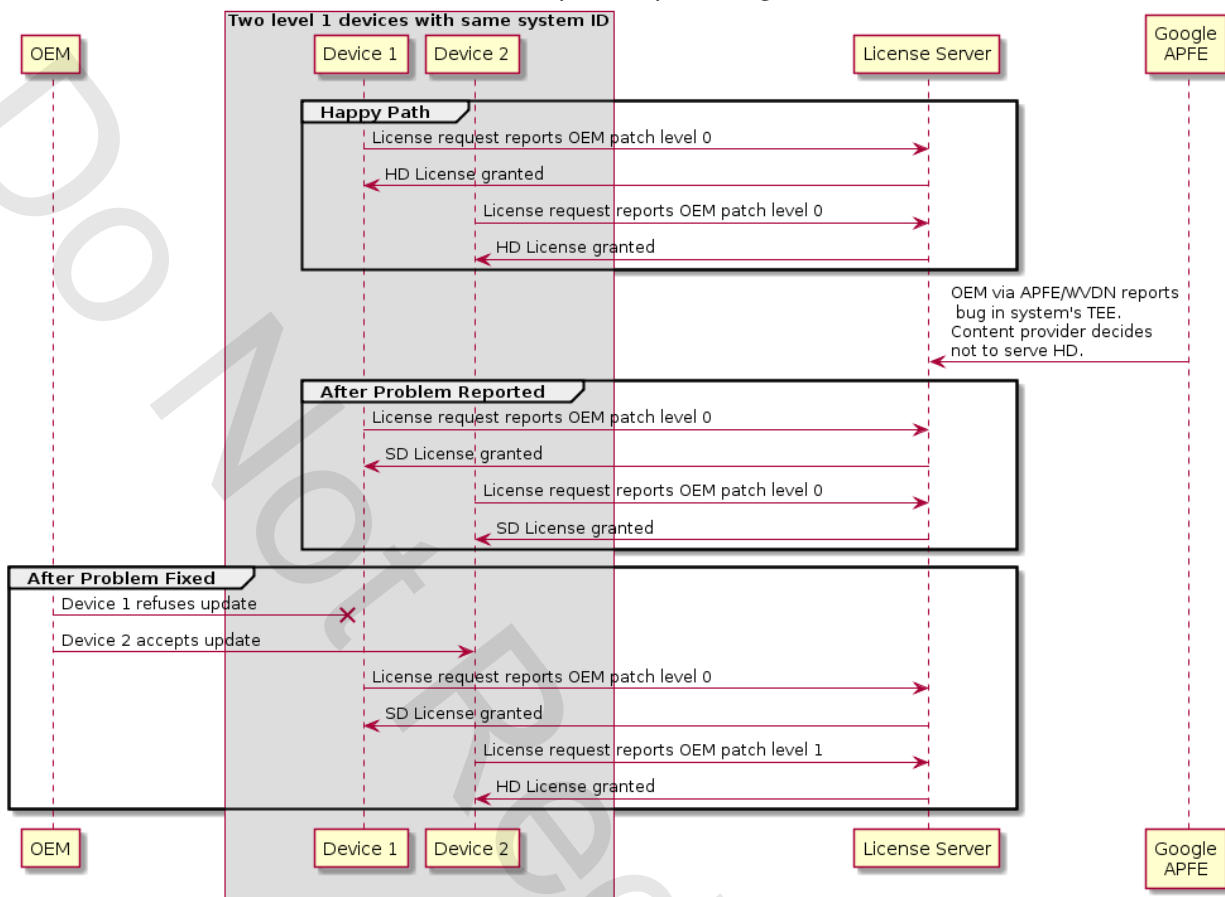 Two level 1 devices with same system ID
OEM
Device 1
Device 2
License Server
Google
APFE
Happy Path
License request reports OEM patch level 0
HD License granted
License request reports OEM patch level 0
HD License granted
OEM via APFE/WVDN reports
bug in system's TEE.
Content provider decides
not to serve HD.
After Problem Reported
License request reports OEM patch level 0
SD License granted
License request reports OEM patch level 0
SD License granted
After Problem Fixed
Device 1 refuses update
Device 2 accepts update
License request reports OEM patch level 0
SD License granted
License request reports OEM patch level 1
HD License granted
OEM
Device 1
Device 2
License Server
Google
APFE
Do Not